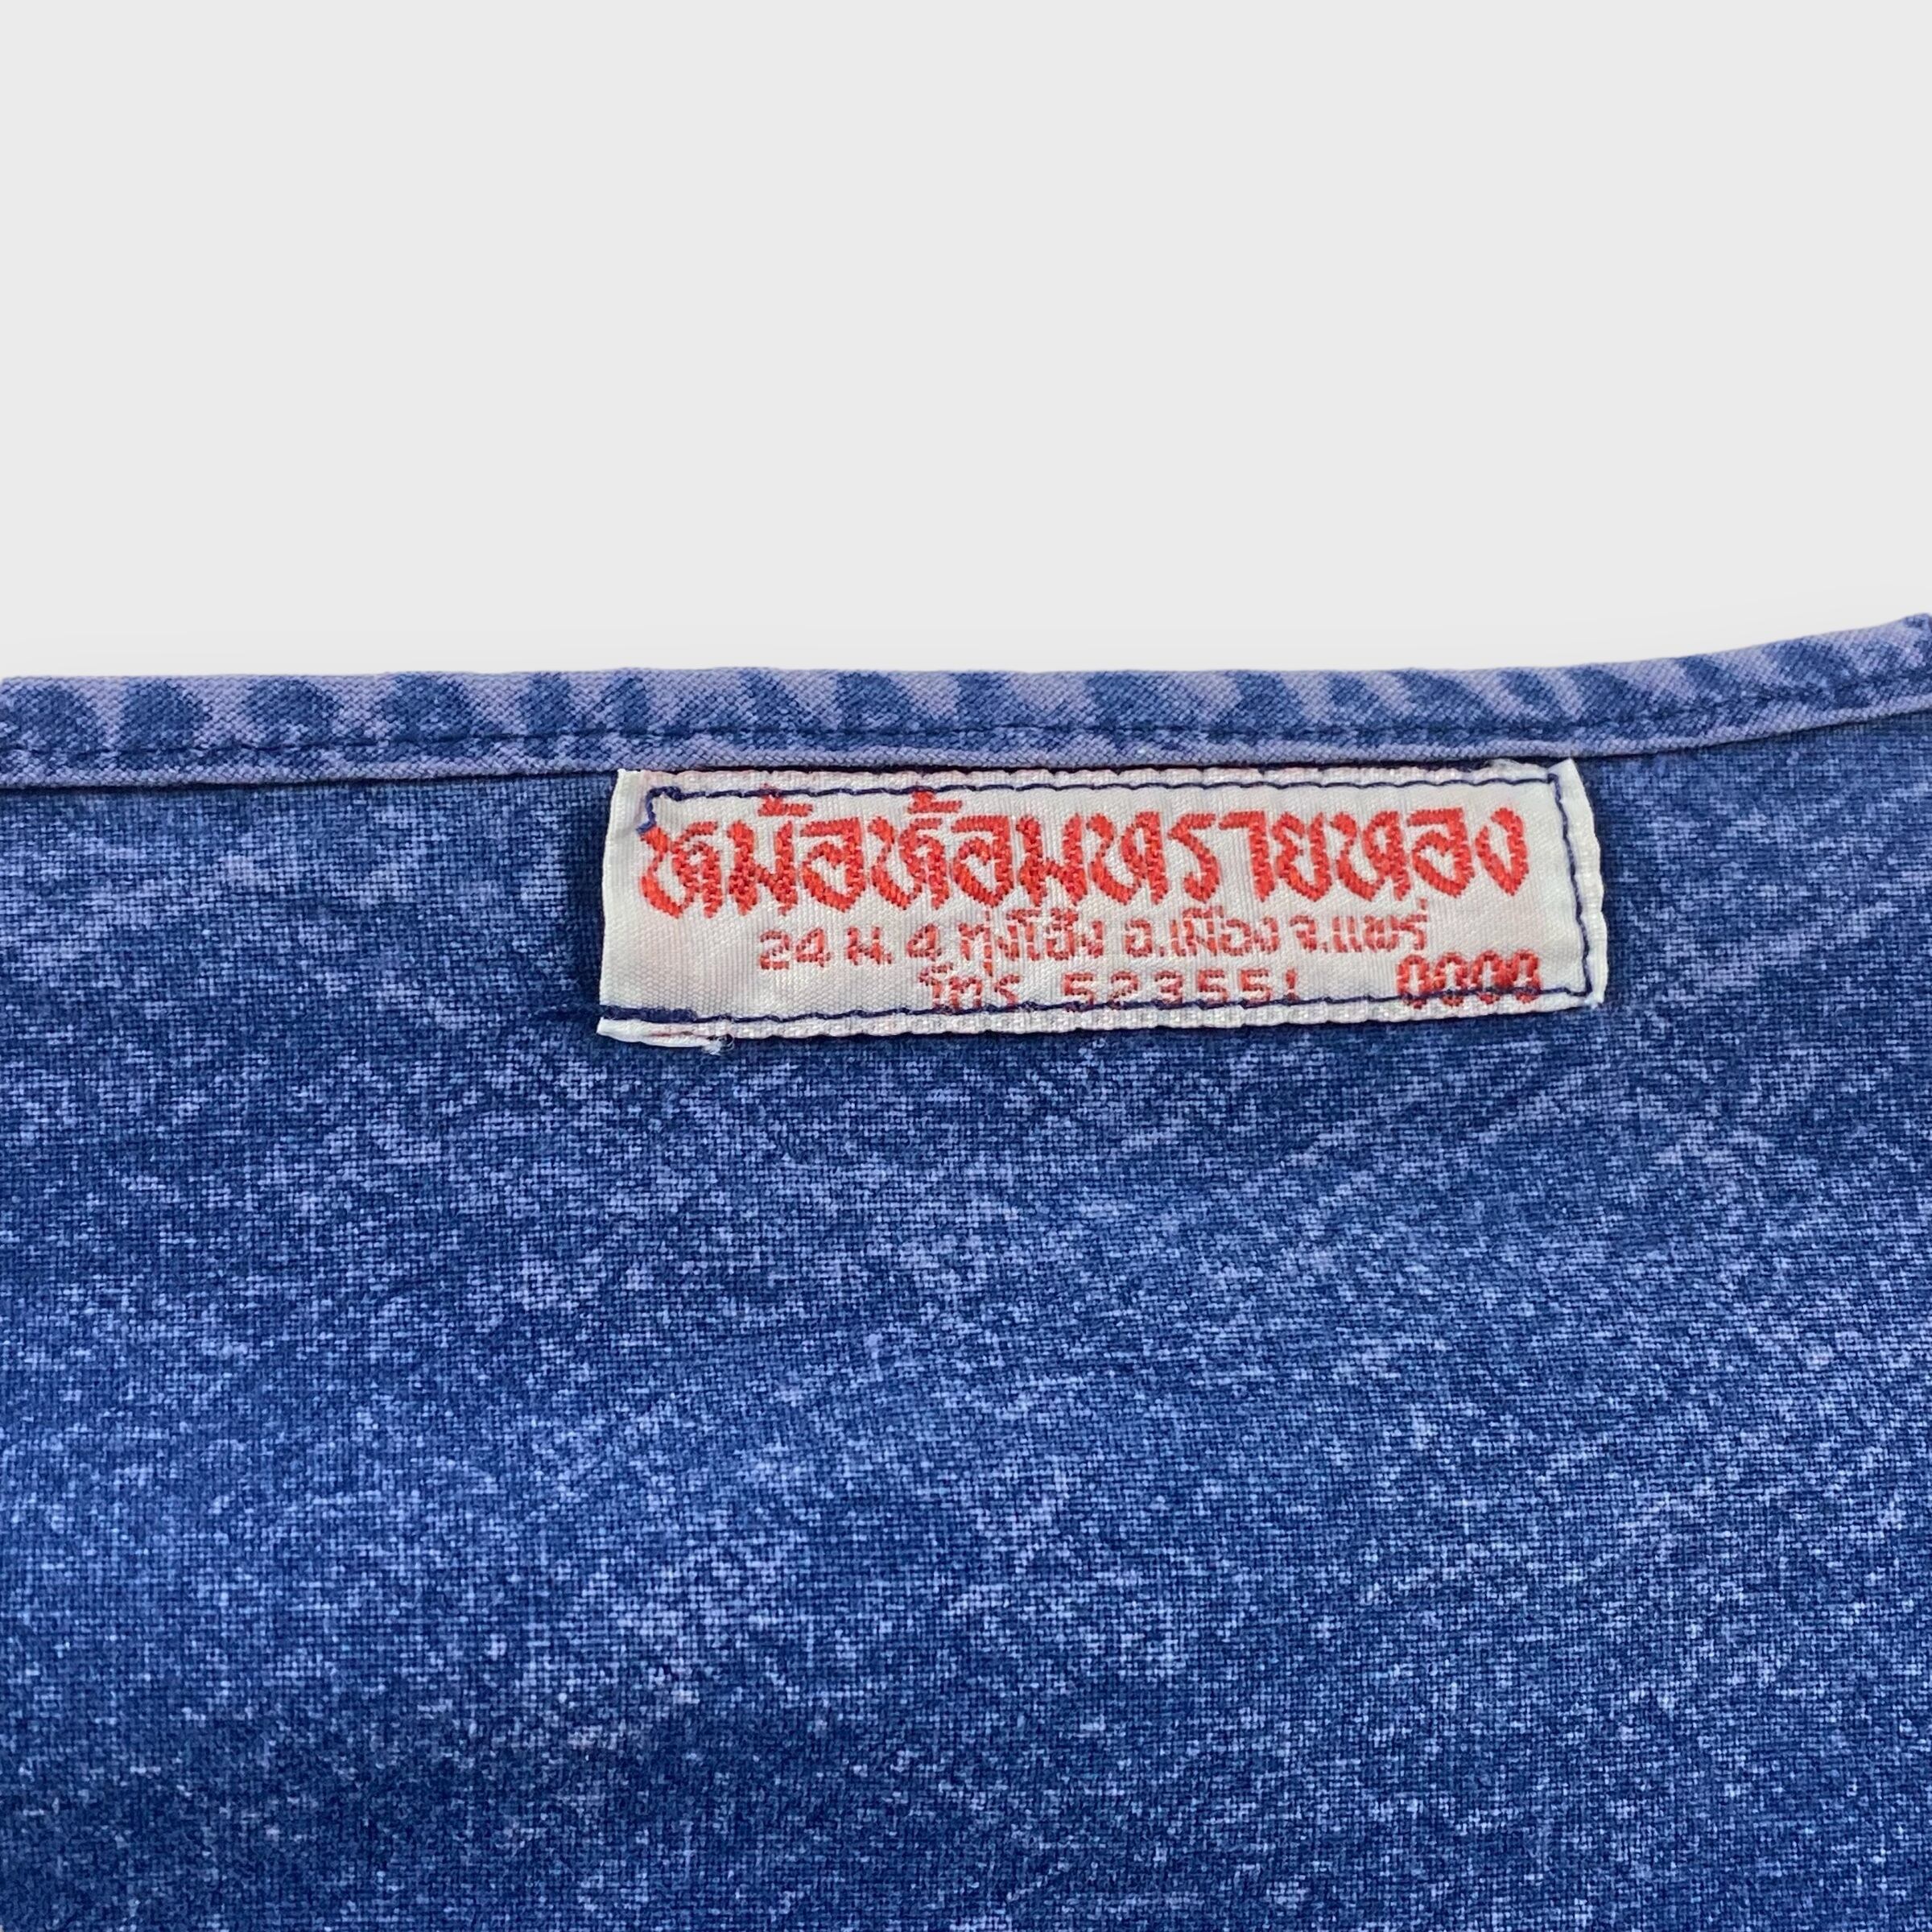 หม้อห้อมทรายทอง
24 ม. 4 ทุ่งโฮ้ง อ.เมือง จ.แพร่
โทร. 523551